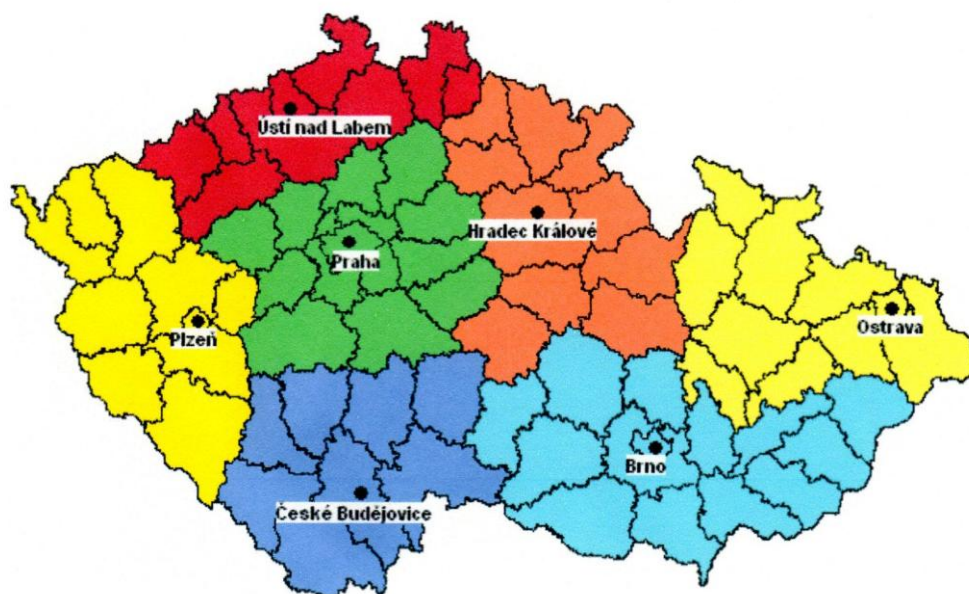 Ústí nad Labem
Hradec Králové
Praha
Ostrava
Plzeň
Brno
České Budějovice